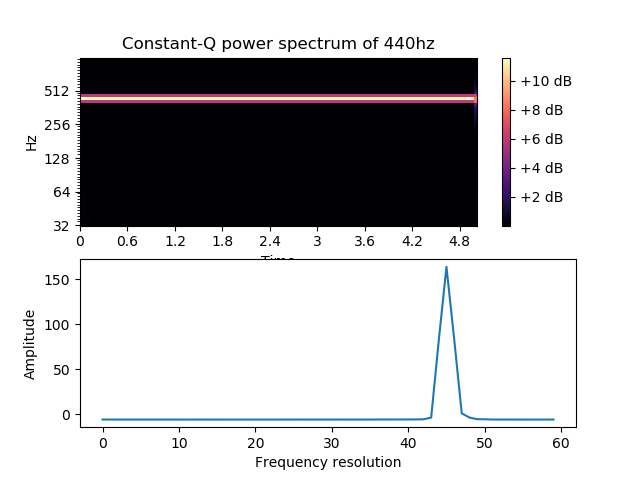 Constant-Q power spectrum of 440hz
Hz
512
256
128
64
32
0 0.6 1.2 1.8 2.4 3 3.6 4.2 4.8
+10 dB
+8 dB
+6 dB
+4 dB
+2 dB
Time
Amplitude
150
100
50
0
0 10 20 30 40 50 60
Frequency resolution